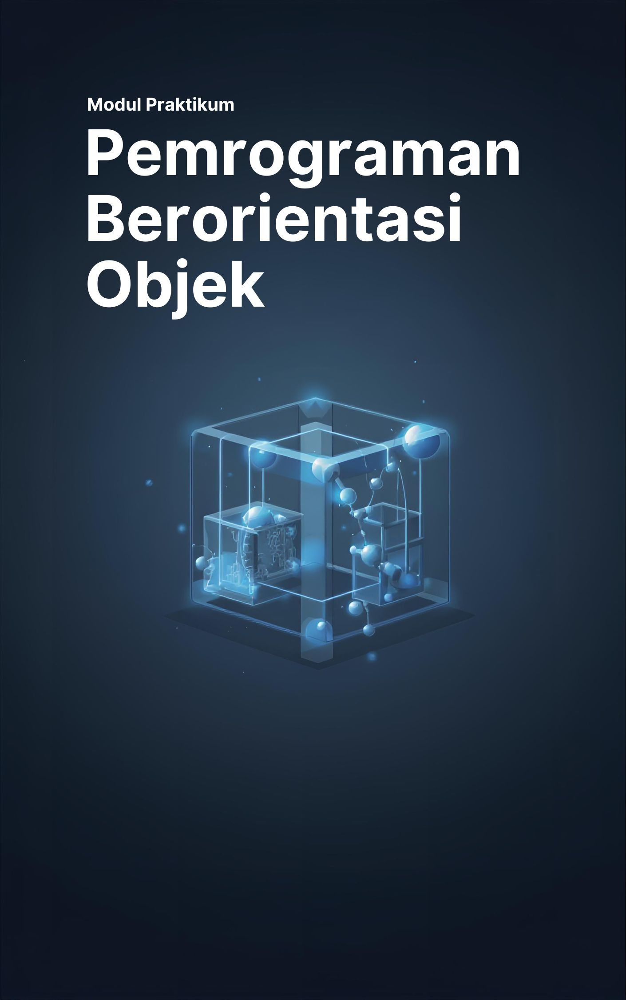 Modul Praktikum
Pemrograman
Berorientasi
Objek